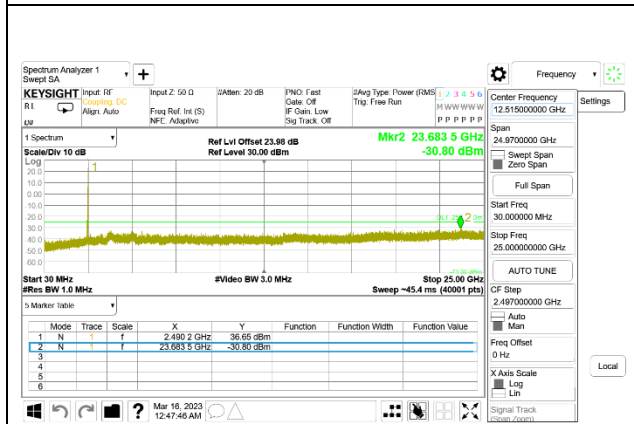 Spectrum Analyzer 1
Swept SA
+
Frequency
KEYSIGHT
Input: RF
Coupling: DC
Align: Auto
Input Z: 50 Ω
Freq Ref: Int (S)
NFE: Adaptive
#Atten: 20 dB
PNO: Fast
Gate: Off
IF Gain: Low
Sig Track: Off
#Avg Type: Power (RMS
Trig: Free Run
1 2 3 4 5 6
M W W W W W
P P P P P P
R L
1 Spectrum
Scale/Div 10 dB
Ref Lvl Offset 23.98 dB
Ref Level 30.00 dBm
Mkr2 23.683 5 GHz
-30.80 dBm
Log
20.0
10.0
0.00
-10.0
-20.0
-30.0
-40.0
-50.0
-60.0
1
2
Start 30 MHz
#Video BW 3.0 MHz
Stop 25.00 GHz
#Res BW 1.0 MHz
Sweep ~45.4 ms (40001 pts)
5 Marker Table
Mode Trace Scale X Y Function Function Width Function Value
1 N 1 f 2.490 2 GHz 36.65 dBm
2 N 1 f 23.683 5 GHz -30.80 dBm
3
4
5
6
?
Mar 16, 2023
12:47:46 AM
Center Frequency
12.515000000 GHz
Settings
Span
24.9700000 GHz
Swept Span
Zero Span
Full Span
Start Freq
30.000000 MHz
Stop Freq
25.00000000 GHz
AUTO TUNE
CF Step
2.497000000 GHz
Auto
Man
Freq Offset
0 Hz
Local
X Axis Scale
Log
Lin
Signal Track
(Span Zoom)